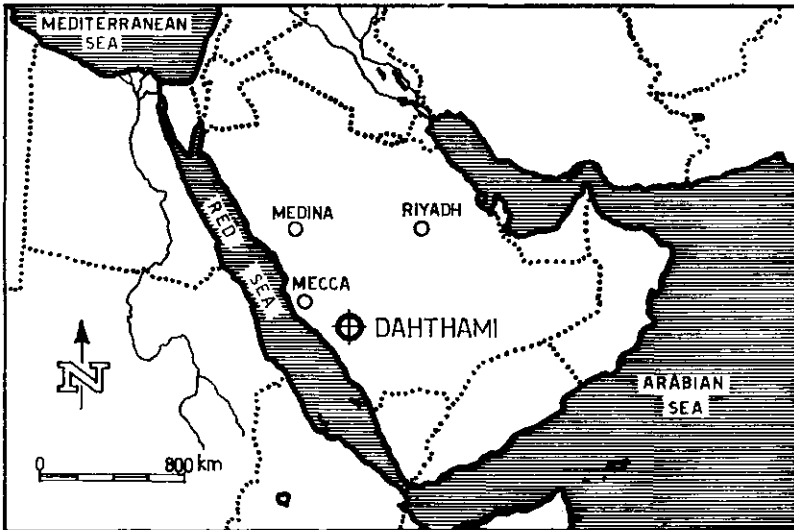 MEDITERRANEAN
SEA
RED
SEA
MEDINA
RIYADH
MECCA
DAHTHAMI
N
ARABIAN
SEA
0 800 km